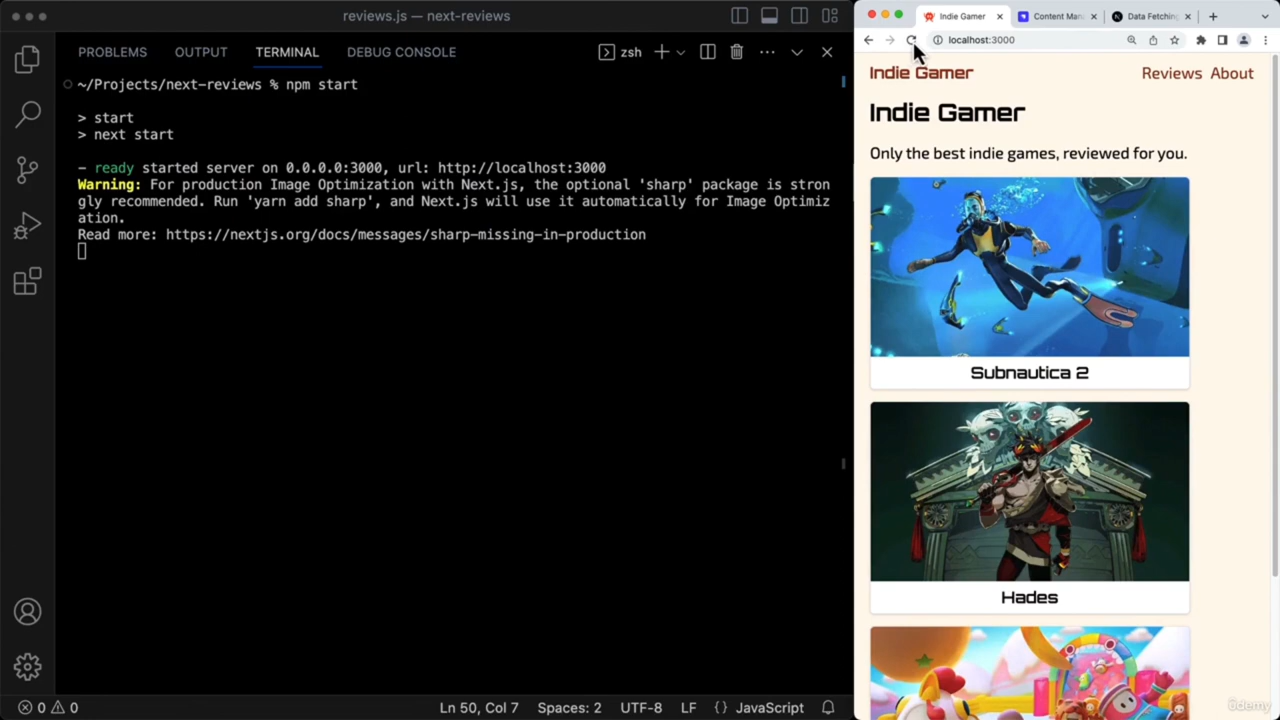 reviews.js — next-reviews
PROBLEMS OUTPUT TERMINAL DEBUG CONSOLE
zsh
~/Projects/next-reviews % npm start
> start
> next start
– ready started server on 0.0.0.0:3000, url: http://localhost:3000
Warning: For production Image Optimization with Next.js, the optional 'sharp' package is stron
gly recommended. Run 'yarn add sharp', and Next.js will use it automatically for Image Optimiz
ation.
Read more: https://nextjs.org/docs/messages/sharp-missing-in-production
0 0
Ln 50, Col 7 Spaces: 2 UTF-8 LF {} JavaScript
Indie Gamer Content Man Data Fetching
localhost:3000
Indie Gamer Reviews About
Indie Gamer
Only the best indie games, reviewed for you.
Subnautica 2
Hades
ûdemy